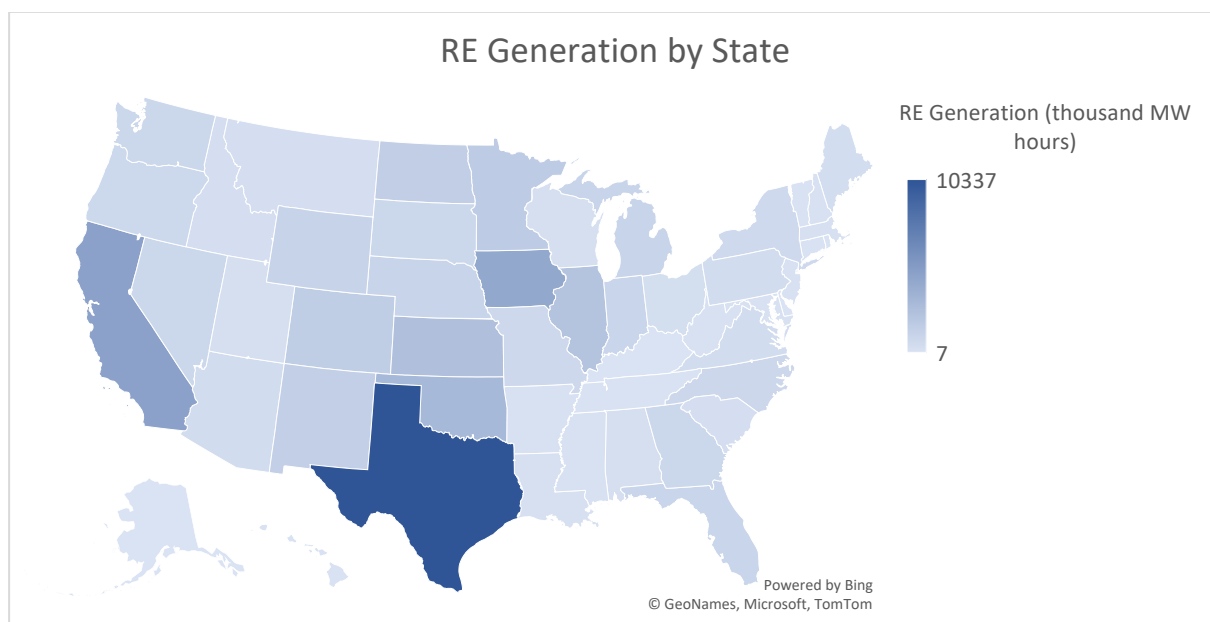 RE Generation by State
RE Generation (thousand MW
hours)
10337
7
Powered by Bing
© GeoNames, Microsoft, TomTom